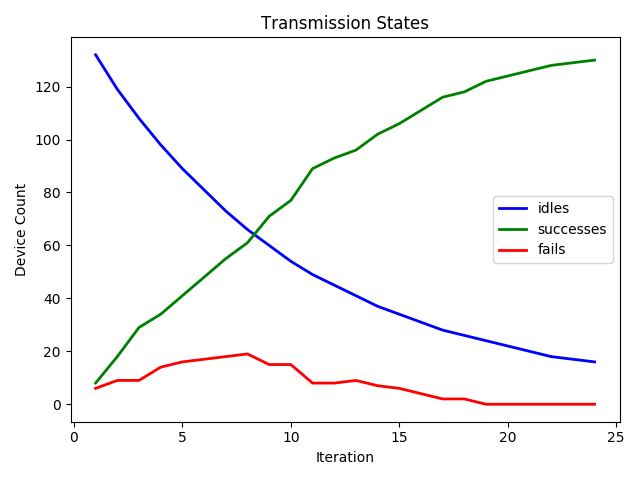 Transmission States
Device Count
120
100
80
60
40
20
0
idles
successes
fails
0 5 10 15 20 25
Iteration